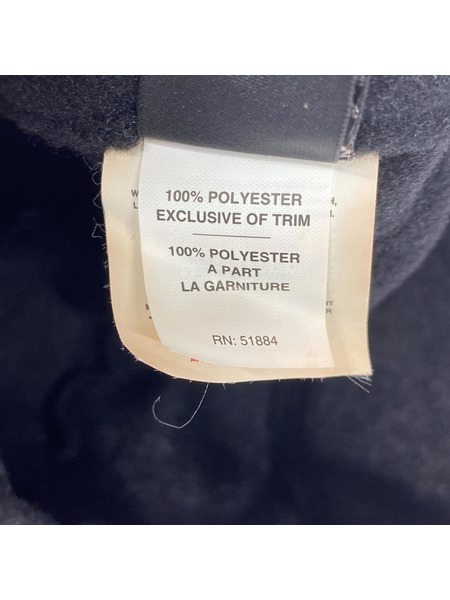 100% POLYESTER
EXCLUSIVE OF TRIM
100% POLYESTER
A PART
LA GARNITURE
RN: 51884